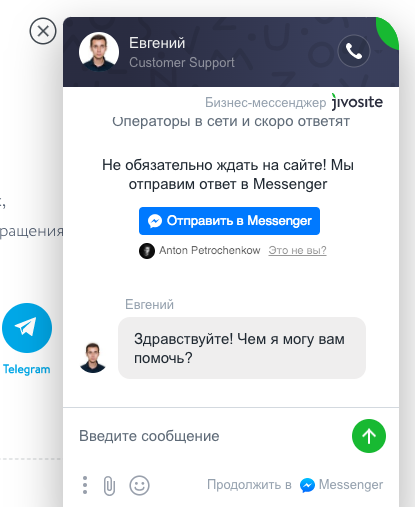 Евгений
Customer Support
Бизнес-мессенджер jivosite
Операторы в сети и скоро ответят
Не обязательно ждать на сайте! Мы
отправим ответ в Messenger
Отправить в Messenger
Anton Petrochenkow Это не вы?
ращения
Telegram
Евгений
Здравствуйте! Чем я могу вам
помочь?
Введите сообщение
Продолжить в Messenger